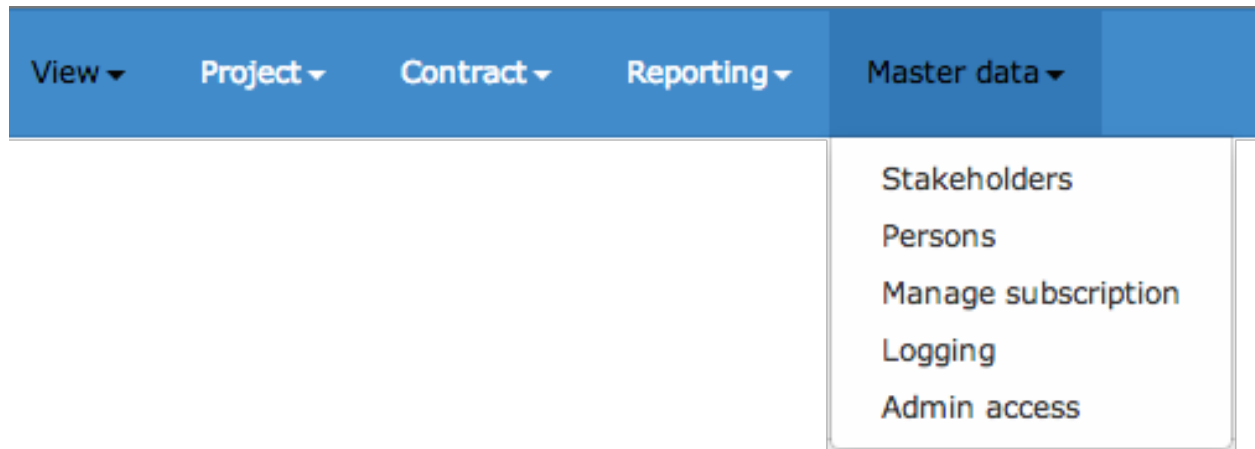 View Project Contract Reporting Master data
Stakeholders
Persons
Manage subscription
Logging
Admin access